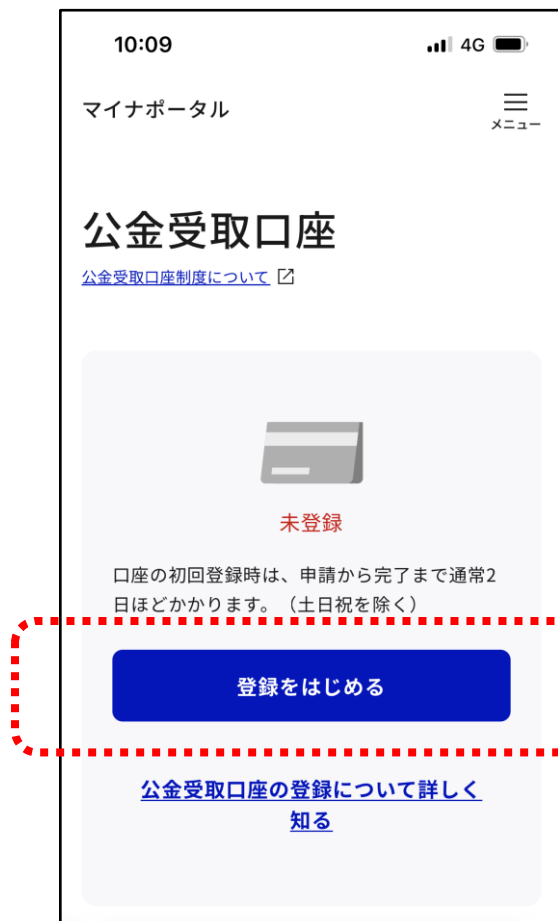 10:09
4G
マイナポータル
メニュー
公金受取口座
公金受取口座制度について
未登録
口座の初回登録時は、申請から完了まで通常2
日ほどかかります。（土日祝を除く）
登録をはじめる
公金受取口座の登録について詳しく
知る